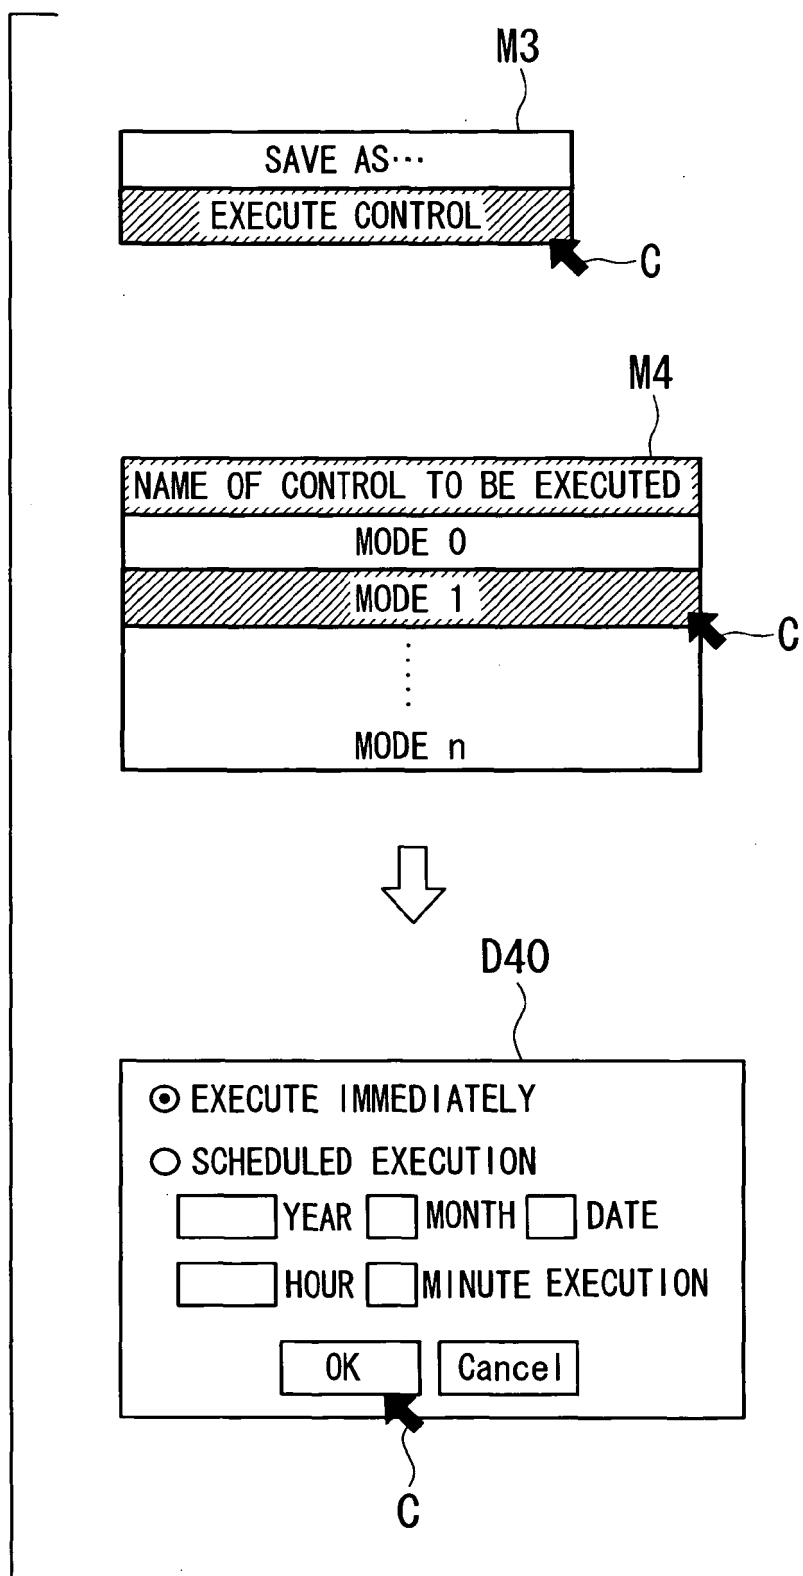 M3
SAVE AS···
EXECUTE CONTROL
C
M4
NAME OF CONTROL TO BE EXECUTED
MODE 0
MODE 1
C
MODE n
D40
EXECUTE IMMEDIATELY
SCHEDULED EXECUTION
YEAR MONTH DATE
HOUR MINUTE EXECUTION
OK Cancel
C